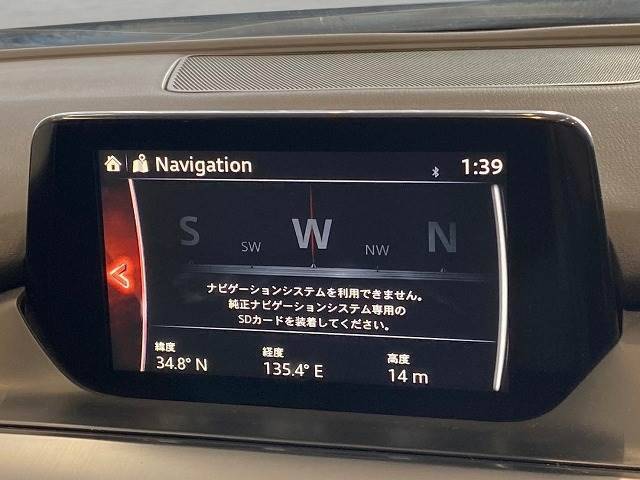 Navigation
1:39
S SW W NW N
ナビゲーションシステムを利用できません。
純正ナビゲーションシステム専用の
SDカードを装着してください。
緯度 経度 高度
34.8° N 135.4° E 14 m